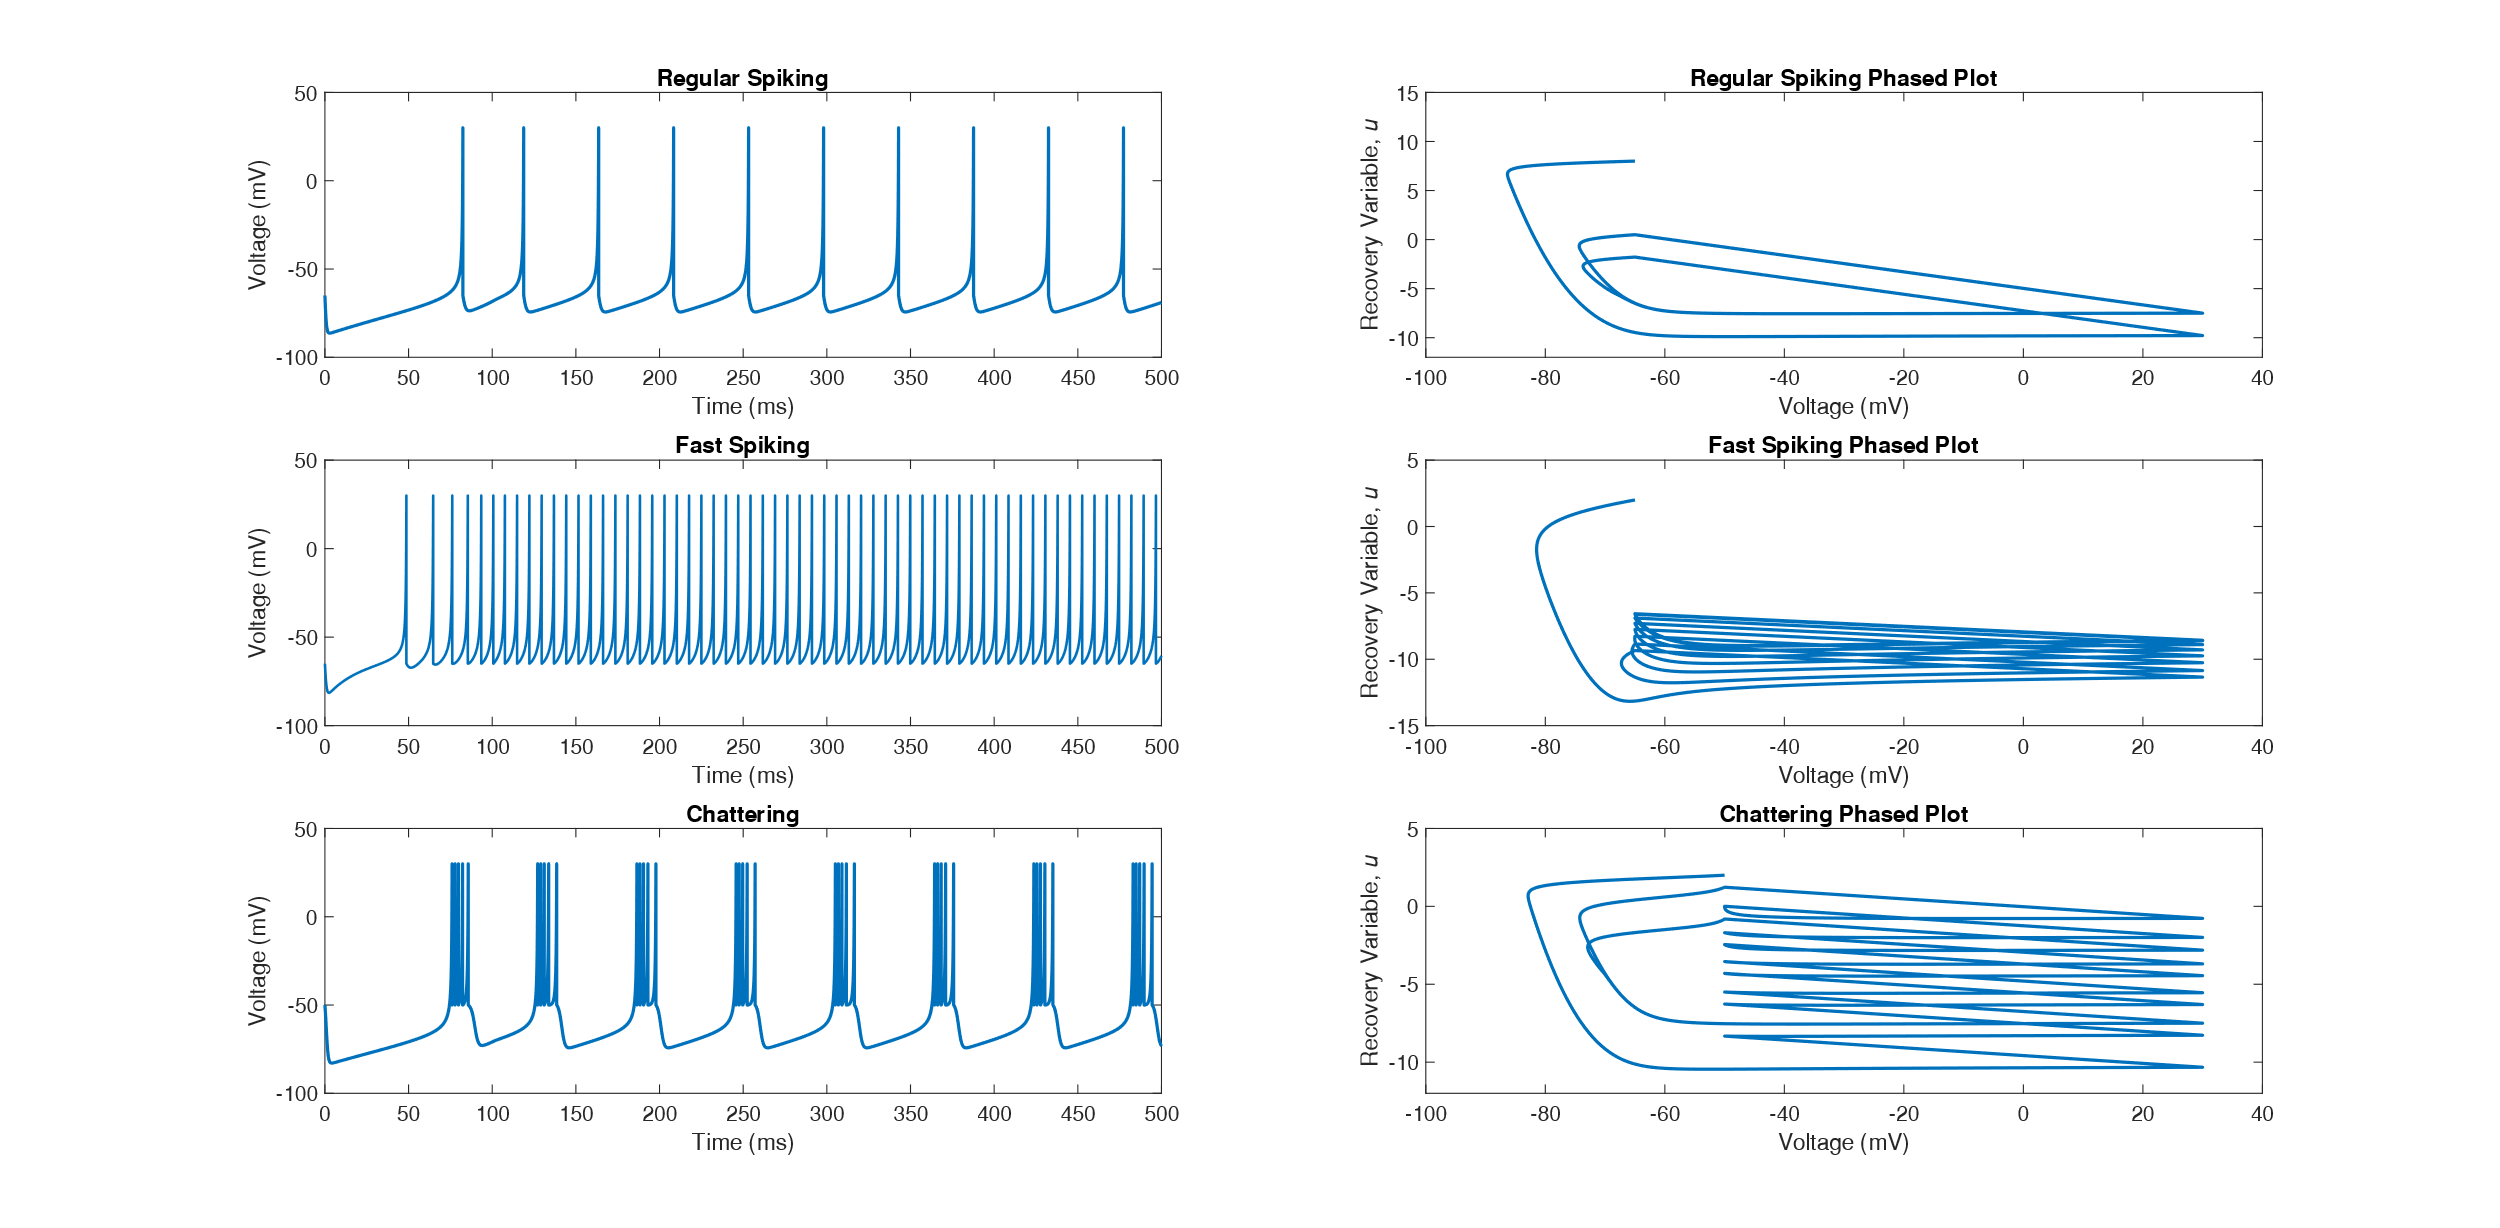 Regular Spiking
50
0
-50
-100
Voltage (mV)
0 50 100 150 200 250 300 350 400 450 500
Time (ms)
Regular Spiking Phased Plot
15
10
5
0
-5
-10
Recovery Variable, u
-100 -80 -60 -40 -20 0 20 40
Voltage (mV)
Fast Spiking
50
0
-50
-100
Voltage (mV)
0 50 100 150 200 250 300 350 400 450 500
Time (ms)
Fast Spiking Phased Plot
5
0
-5
-10
-15
Recovery Variable, u
-100 -80 -60 -40 -20 0 20 40
Voltage (mV)
Chattering
50
0
-50
-100
Voltage (mV)
0 50 100 150 200 250 300 350 400 450 500
Time (ms)
Chattering Phased Plot
5
0
-5
-10
Recovery Variable, u
-100 -80 -60 -40 -20 0 20 40
Voltage (mV)